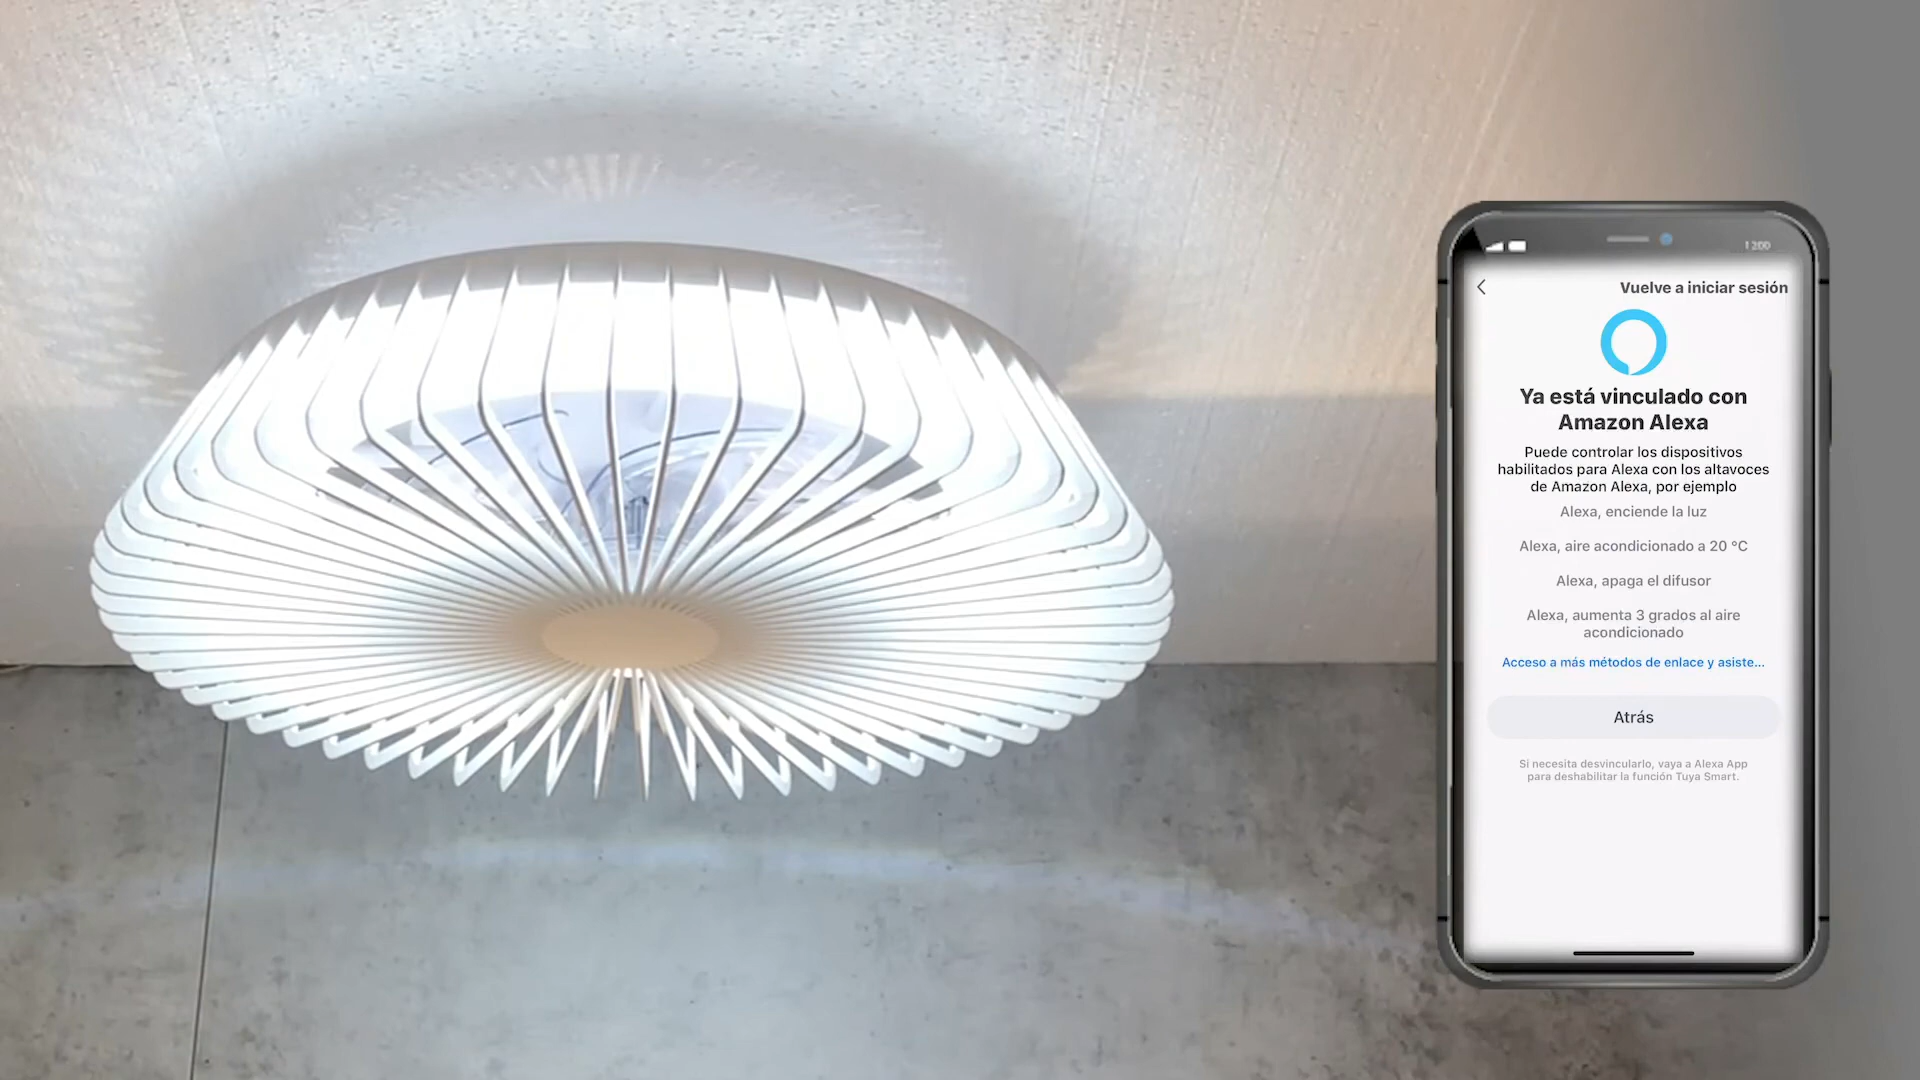 1200
Vuelve a iniciar sesión
Ya está vinculado con
Amazon Alexa
Puede controlar los dispositivos
habilitados para Alexa con los altavoces
de Amazon Alexa, por ejemplo
Alexa, enciende la luz
Alexa, aire acondicionado a 20 °C
Alexa, apaga el difusor
Alexa, aumenta 3 grados al aire
acondicionado
Acceso a más métodos de enlace y asiste...
Atrás
Si necesita desvincularlo, vaya a Alexa App
para deshabilitar la función Tuya Smart.